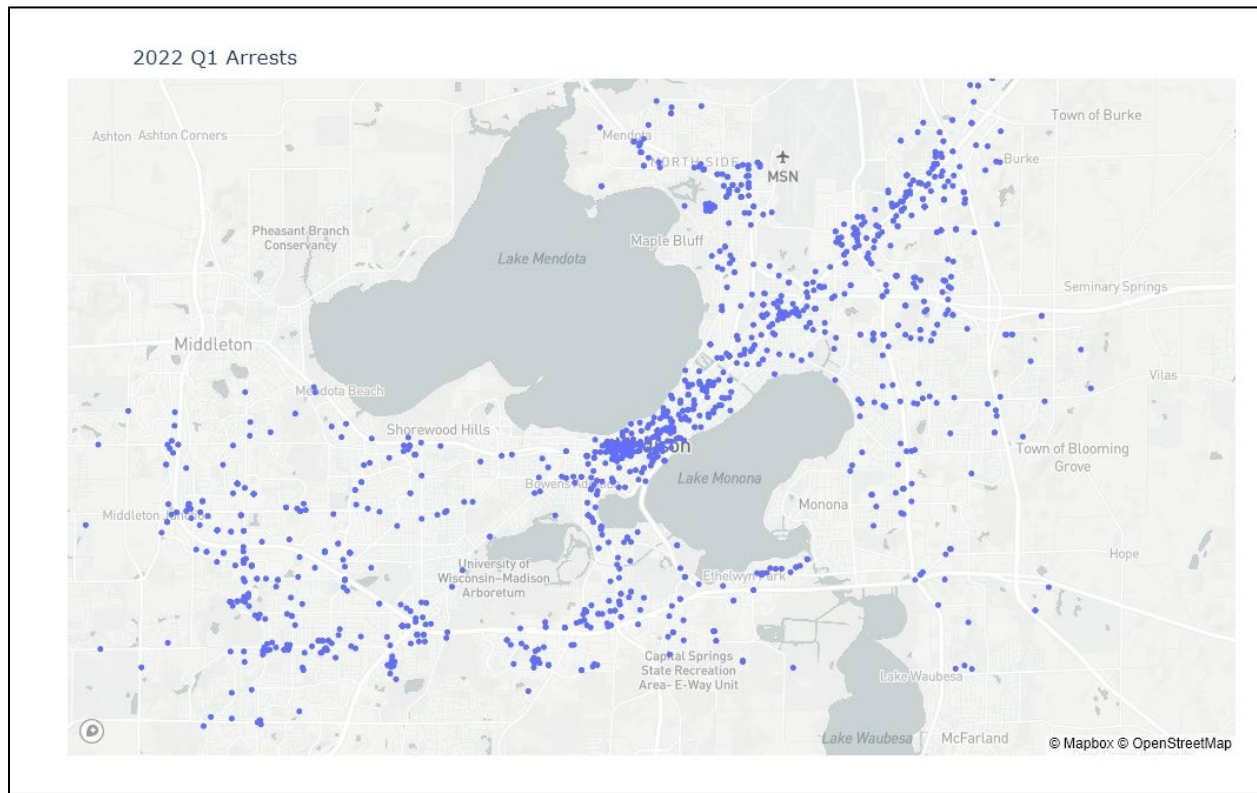 2022 Q1 Arrests
Ashton
Ashton Corners
Mendota
NORTH SIDE
MSN
Town of Burke
Burke
Pheasant Branch
Conservancy
Maple Bluff
Lake Mendota
Seminary Springs
Middleton
Mendota Beach
Vilas
Shorewood Hills
Town of Blooming
Grove
Lake Monona
Monona
Middleton
University of
Wisconsin–Madison
Arboretum
Ethelwyn Park
Hope
Capital Springs
State Recreation
Area- E-Way Unit
Lake Waubesa
Lake Waubesa
McFarland
© Mapbox © OpenStreetMap